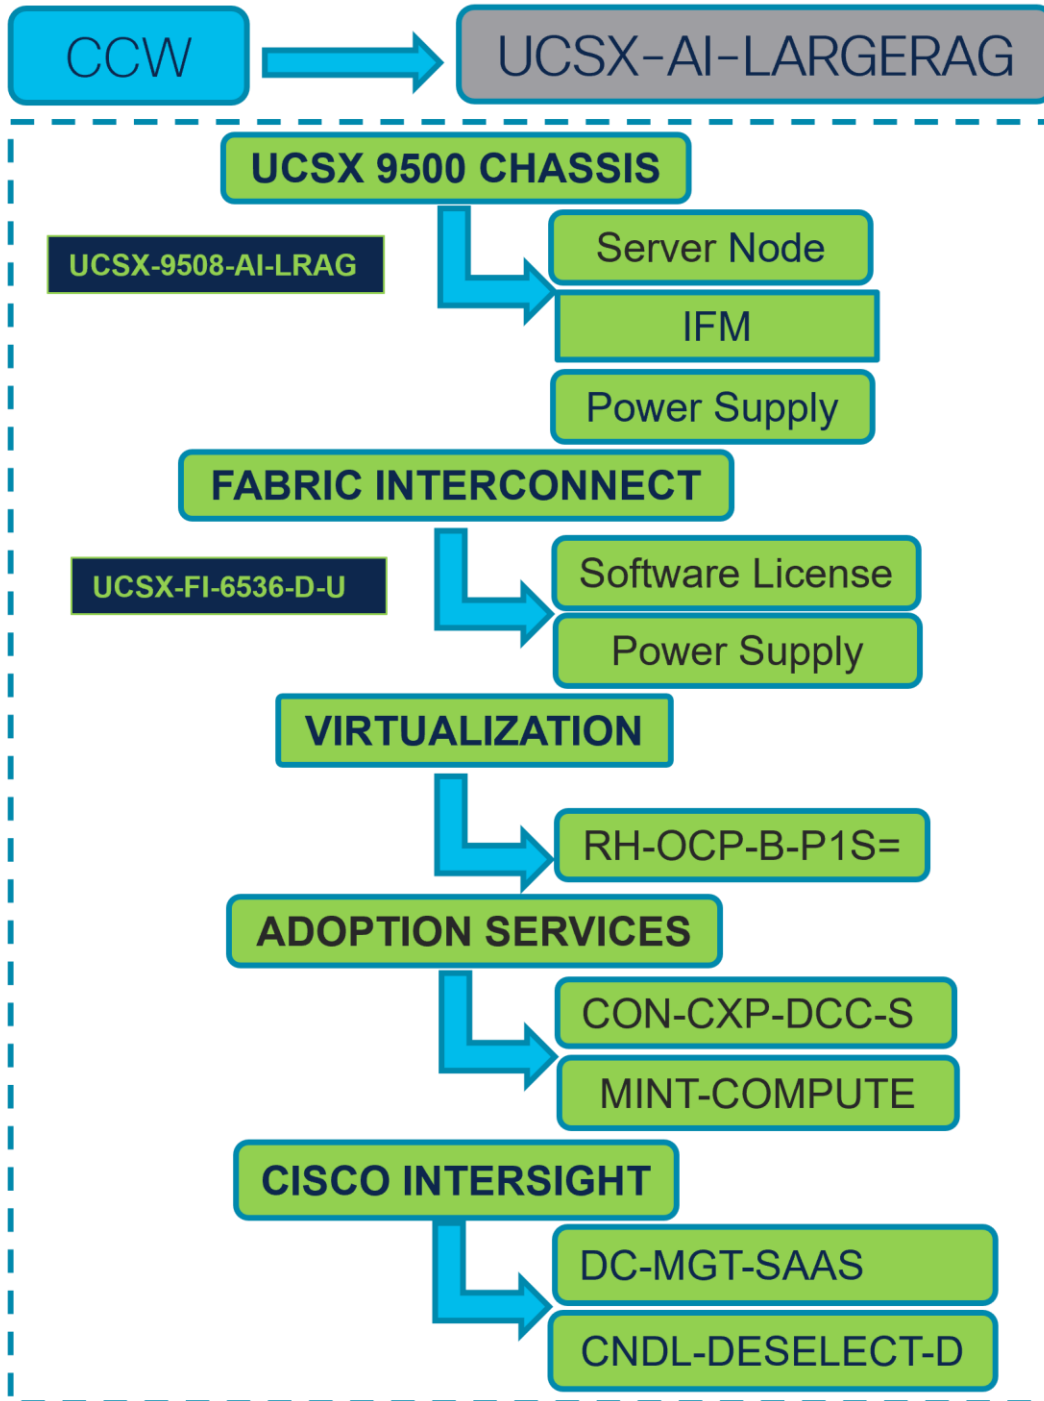 CCW
UCSX-AI-LARGERAG
UCSX 9500 CHASSIS
UCSX-9508-AI-LRAG
Server Node
IFM
Power Supply
FABRIC INTERCONNECT
UCSX-FI-6536-D-U
Software License
Power Supply
VIRTUALIZATION
RH-OCP-B-P1S=
ADOPTION SERVICES
CON-CXP-DCC-S
MINT-COMPUTE
CISCO INTERSIGHT
DC-MGT-SAAS
CNDL-DESELECT-D